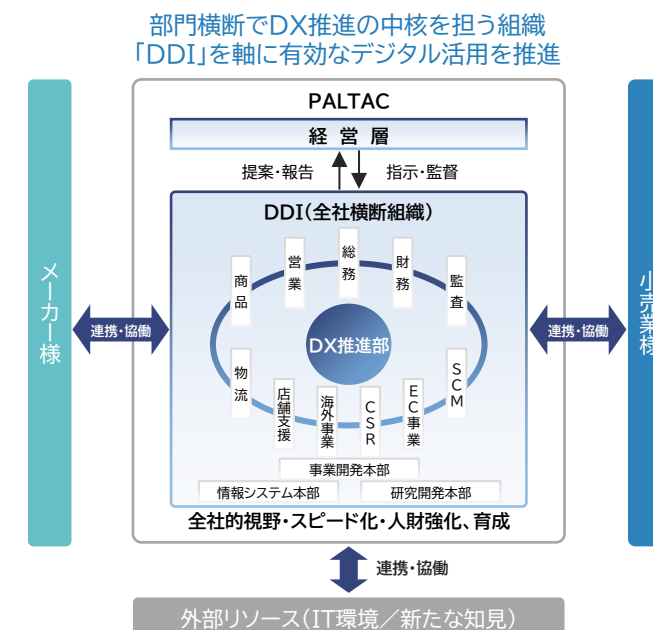 部門横断でDX推進の中核を担う組織
「DDI」を軸に有効なデジタル活用を推進
PALTAC
経営層
提案・報告
指示・監督
DDI(全社横断組織)
商品
営業
総務
財務
監査
DX推進部
物流
店舗支援
海外事業
CSR
EC事業
SCM
事業開発本部
情報システム本部
研究開発本部
全社的視野・スピード化・人財強化、育成
メーカー様
連携・協働
連携・協働
小売業様
連携・協働
外部リソース(IT環境／新たな知見)